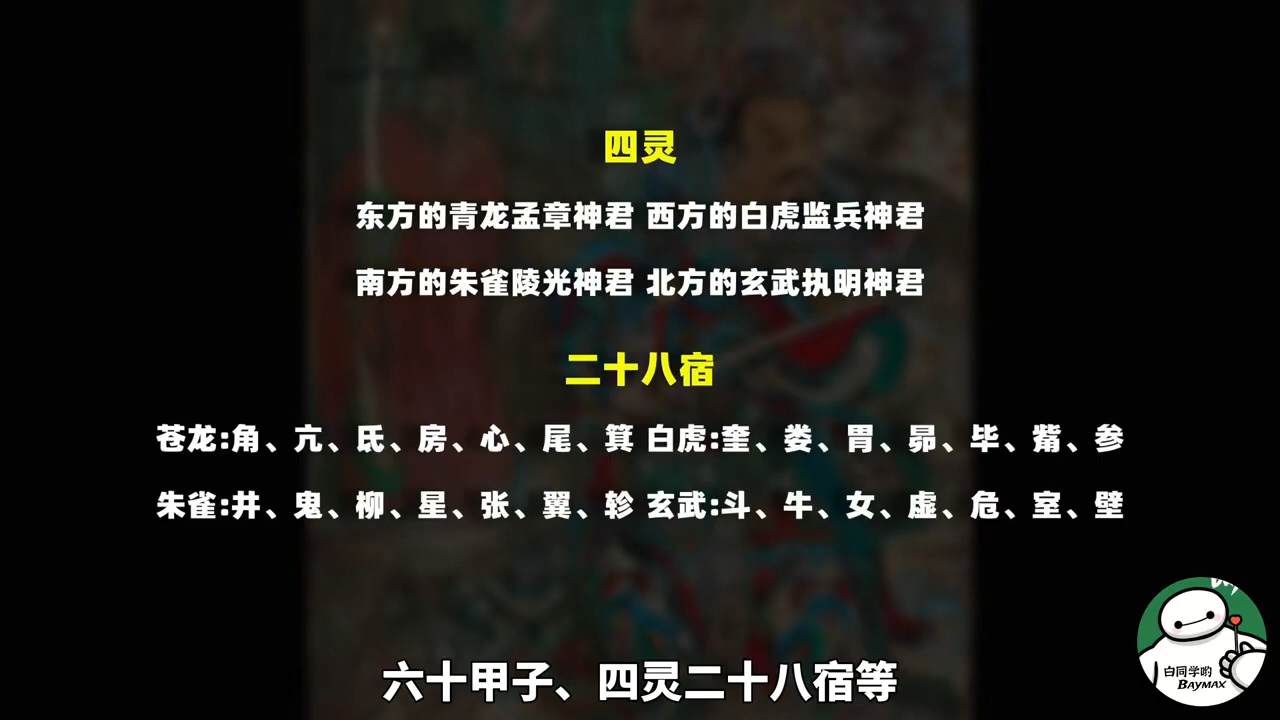 四灵
东方的青龙孟章神君 西方的白虎监兵神君
南方的朱雀陵光神君 北方的玄武执明神君
二十八宿
苍龙:角、亢、氐、房、心、尾、箕 白虎:奎、娄、胃、昴、毕、觜、参
朱雀:井、鬼、柳、星、张、翼、轸 玄武:斗、牛、女、虚、危、室、壁
六十甲子、四灵二十八宿等
白同学哟
BAYMAX